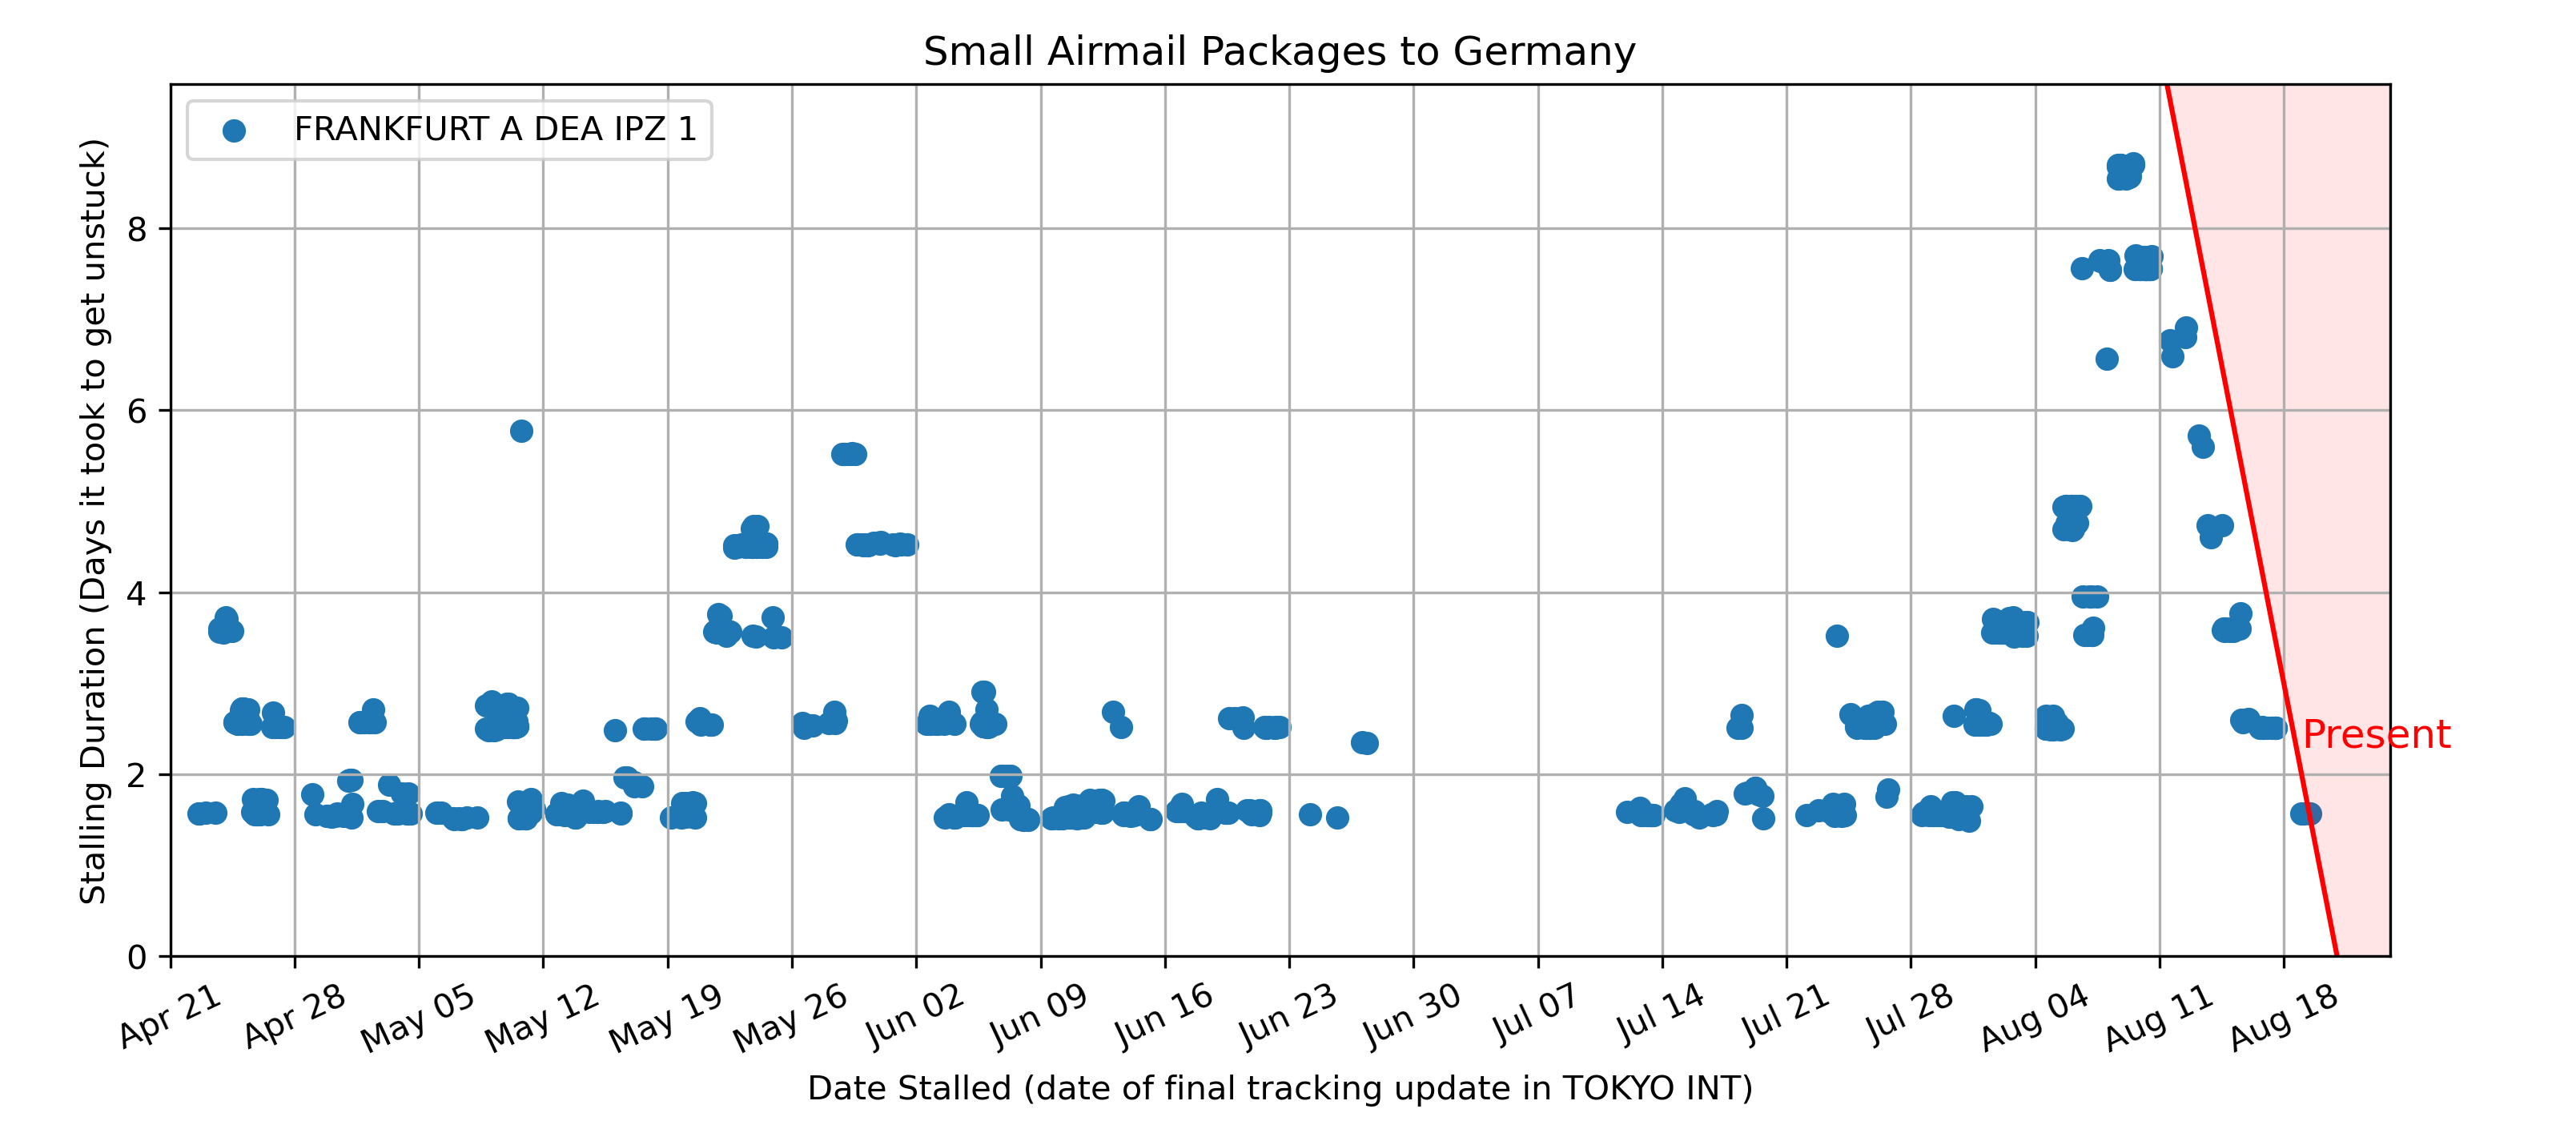 Small Airmail Packages to Germany
FRANKFURT A DEA IPZ 1
Stalling Duration (Days it took to get unstuck)
8
6
4
2
0
Present
Apr 21
Apr 28
May 05
May 12
May 19
May 26
Jun 02
Jun 09
Jun 16
Jun 23
Jun 30
Jul 07
Jul 14
Jul 21
Jul 28
Aug 04
Aug 11
Aug 18
Date Stalled (date of final tracking update in TOKYO INT)